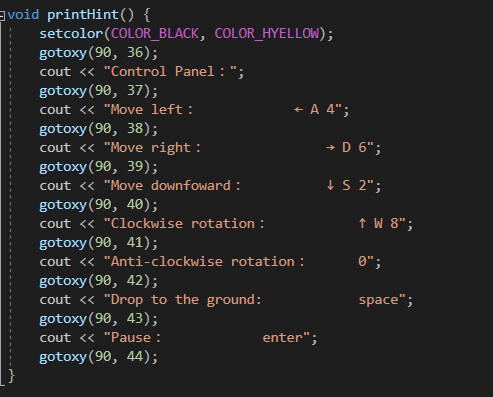 void printHint() {
    setcolor(COLOR_BLACK, COLOR_HYELLOW);
    gotoxy(90, 36);
    cout << "Control Panel：";
    gotoxy(90, 37);
    cout << "Move left：            ← A 4";
    gotoxy(90, 38);
    cout << "Move right：               → D 6";
    gotoxy(90, 39);
    cout << "Move downfoward：          ↓ S 2";
    gotoxy(90, 40);
    cout << "Clockwise rotation：           ↑ W 8";
    gotoxy(90, 41);
    cout << "Anti-clockwise rotation：      0";
    gotoxy(90, 42);
    cout << "Drop to the ground:            space";
    gotoxy(90, 43);
    cout << "Pause：            enter";
    gotoxy(90, 44);
}